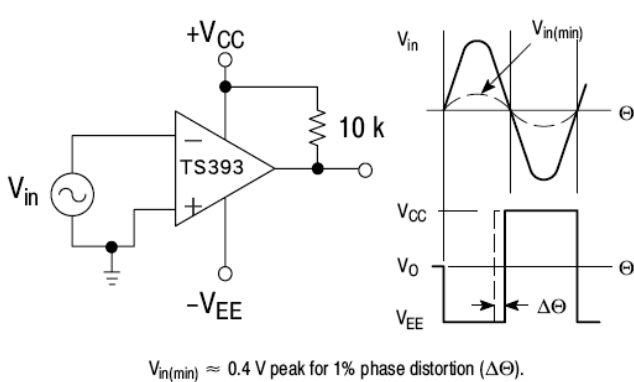 +VCC
Vin
−
TS393
+
10 k
−VEE
Vin
Vin(min)
Θ
VCC
VO
Θ
VEE
ΔΘ
Vin(min) ≈ 0.4 V peak for 1% phase distortion (ΔΘ).